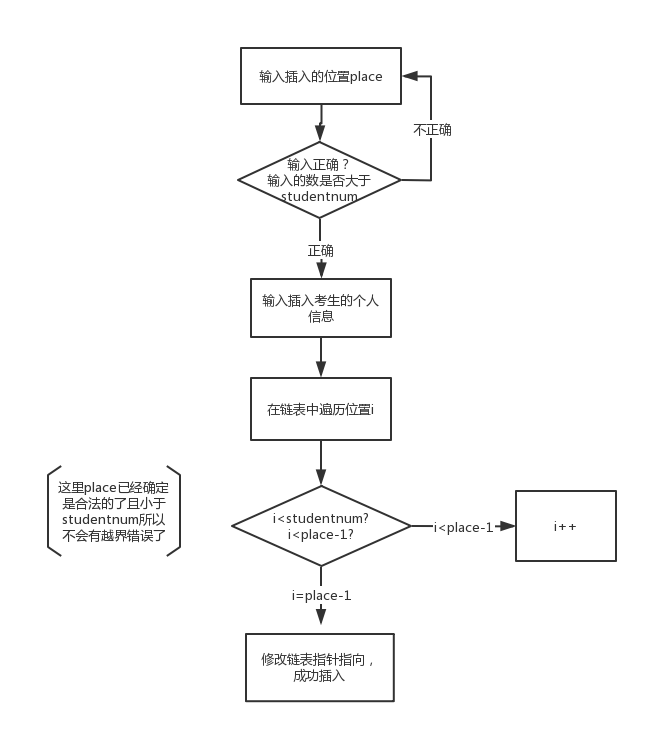 输入插入的位置place
不正确
输入正确？
输入的数是否大于
studentnum
正确
输入插入考生的个人
信息
在链表中遍历位置i
这里place已经确定
是合法的了且小于
studentnum所以
不会有越界错误了
i<studentnum?
i<place-1?
i<place-1
i++
i=place-1
修改链表指针指向，
成功插入